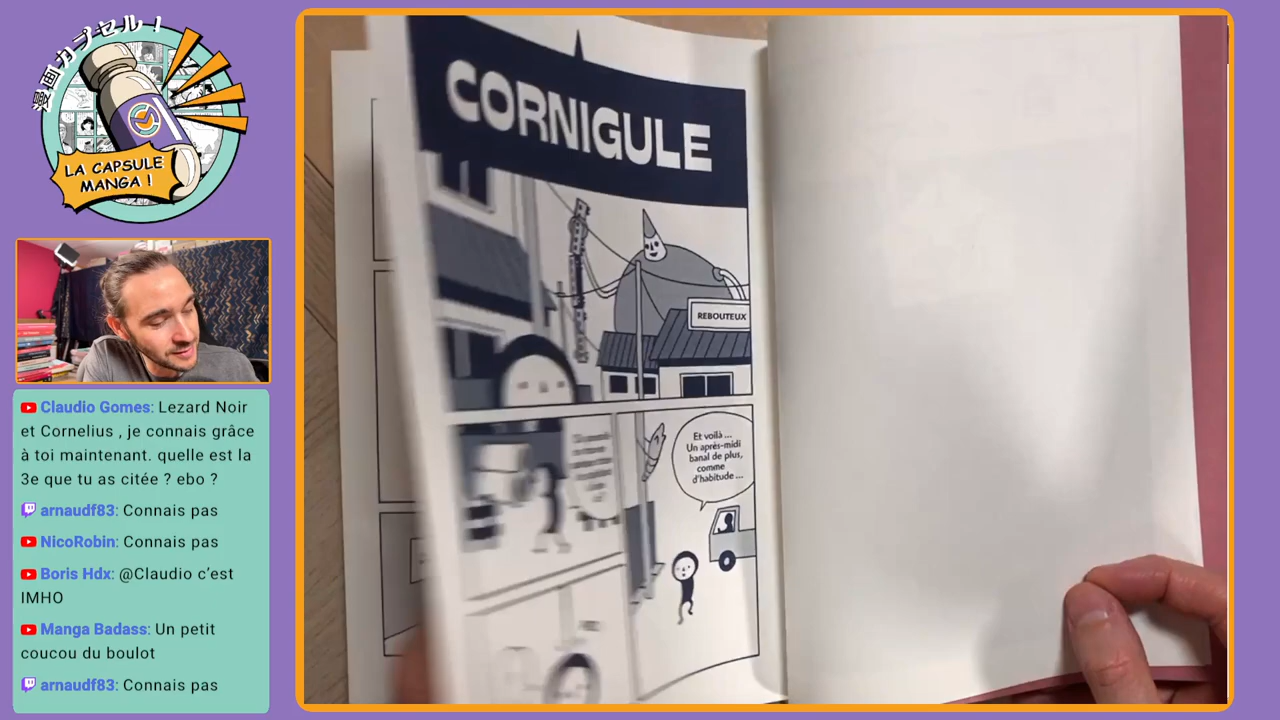 漫画カプセル！
LA CAPSULE
MANGA !
Claudio Gomes: Lezard Noir
et Cornelius , je connais grâce
à toi maintenant. quelle est la
3e que tu as citée ? ebo ?
arnaudf83: Connais pas
NicoRobin: Connais pas
Boris Hdx: @Claudio c’est
IMHO
Manga Badass: Un petit
coucou du boulot
arnaudf83: Connais pas
CORNIGULE
REBOUTEUX
Et voilà ...
Un après-midi
banal de plus,
comme
d'habitude ...